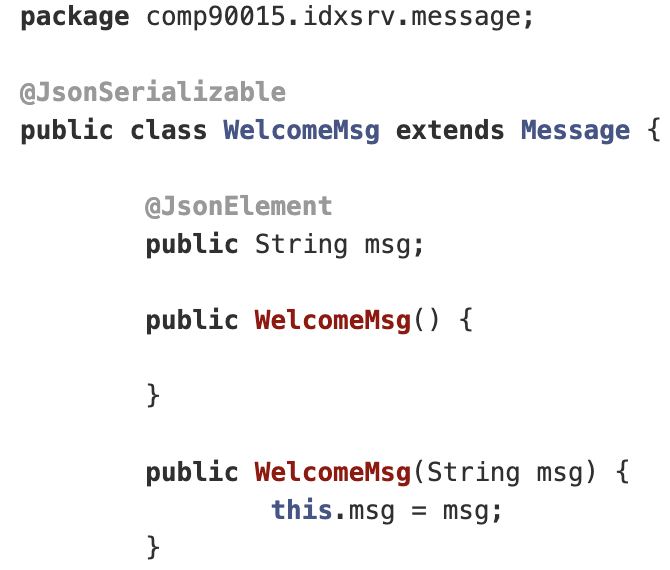 package comp90015.idxsrv.message;
@JsonSerializable
public class WelcomeMsg extends Message {
@JsonElement
public String msg;
public WelcomeMsg() {
}
public WelcomeMsg(String msg) {
this.msg = msg;
}